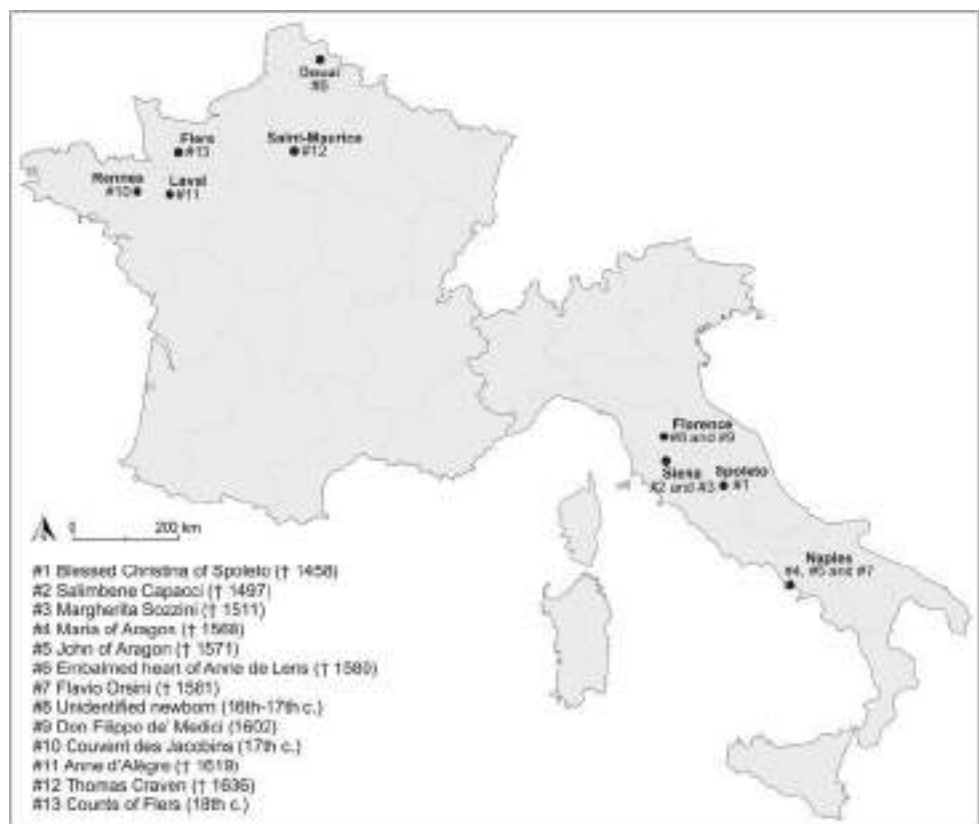 Douai
#6
Flers
#13
Saint-Maurice
#12
Rennes
#10
Laval
#11
Florence
#8 and #9
Siena
#2 and #3
Spoleto
#1
Naples
#4, #5 and #7
0 200 km
#1 Blessed Christina of Spoleto († 1458)
#2 Salimbene Capacci († 1497)
#3 Margherita Sozzini († 1511)
#4 Maria of Aragon († 1568)
#5 John of Aragon († 1571)
#6 Embalmed heart of Anne de Lens († 1580)
#7 Flavio Orsini († 1581)
#8 Unidentified newborn (16th-17th c.)
#9 Don Filippo de' Medici (1602)
#10 Couvent des Jacobins (17th c.)
#11 Anne d'Alègre († 1619)
#12 Thomas Craven († 1636)
#13 Counts of Flers (18th c.)